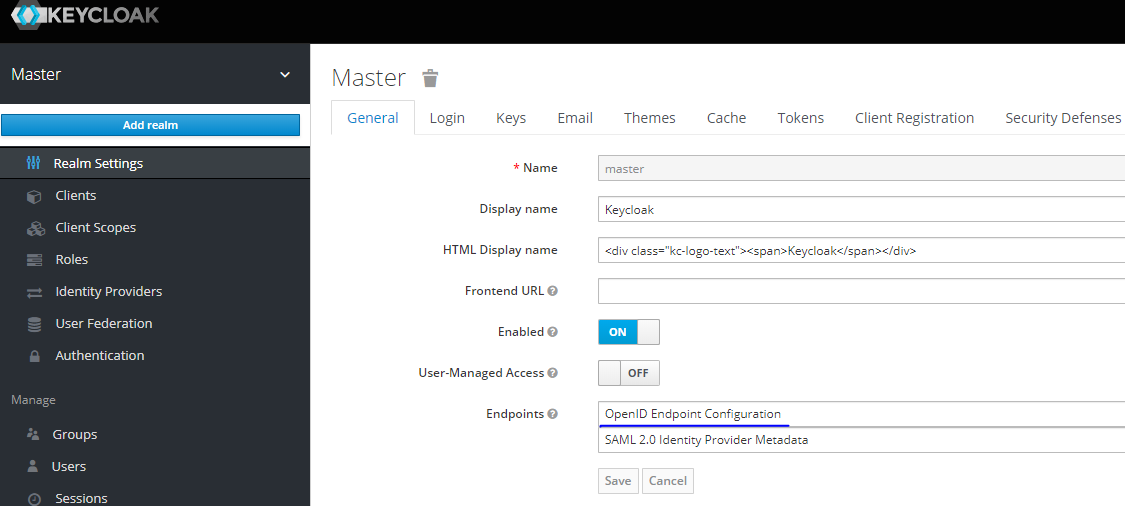 KEYCLOAK
Master
Add realm
Realm Settings
Clients
Client Scopes
Roles
Identity Providers
User Federation
Authentication
Manage
Groups
Users
Sessions
Master
General Login Keys Email Themes Cache Tokens Client Registration Security Defenses
* Name master
Display name Keycloak
HTML Display name <div class="kc-logo-text"><span>Keycloak</span></div>
Frontend URL ?
Enabled ? ON
User-Managed Access ? OFF
Endpoints ? OpenID Endpoint Configuration
SAML 2.0 Identity Provider Metadata
Save Cancel